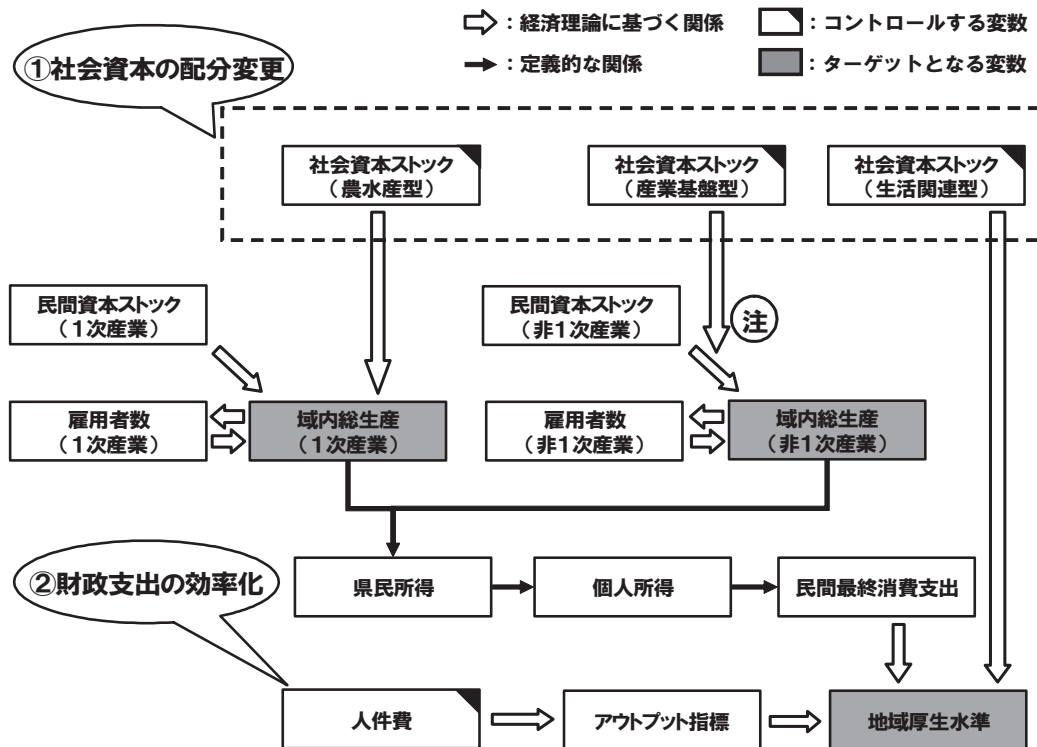 ：経済理論に基づく関係
：コントロールする変数
：定義的な関係
：ターゲットとなる変数
①社会資本の配分変更
社会資本ストック
（農水産型）
社会資本ストック
（産業基盤型）
社会資本ストック
（生活関連型）
民間資本ストック
（1次産業）
民間資本ストック
（非1次産業）
注
雇用者数
（1次産業）
域内総生産
（1次産業）
雇用者数
（非1次産業）
域内総生産
（非1次産業）
②財政支出の効率化
県民所得
個人所得
民間最終消費支出
人件費
アウトプット指標
地域厚生水準